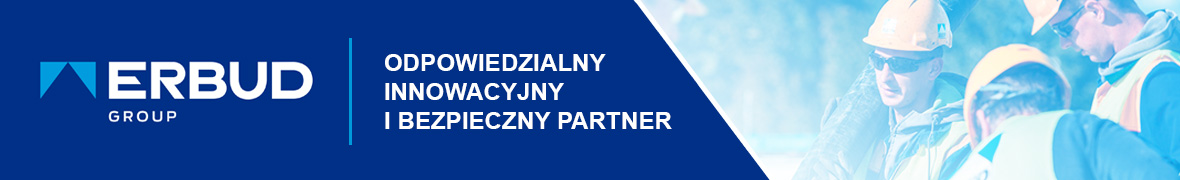 ERBUD
GROUP
ODPOWIEDZIALNY
INNOWACYJNY
I BEZPIECZNY PARTNER